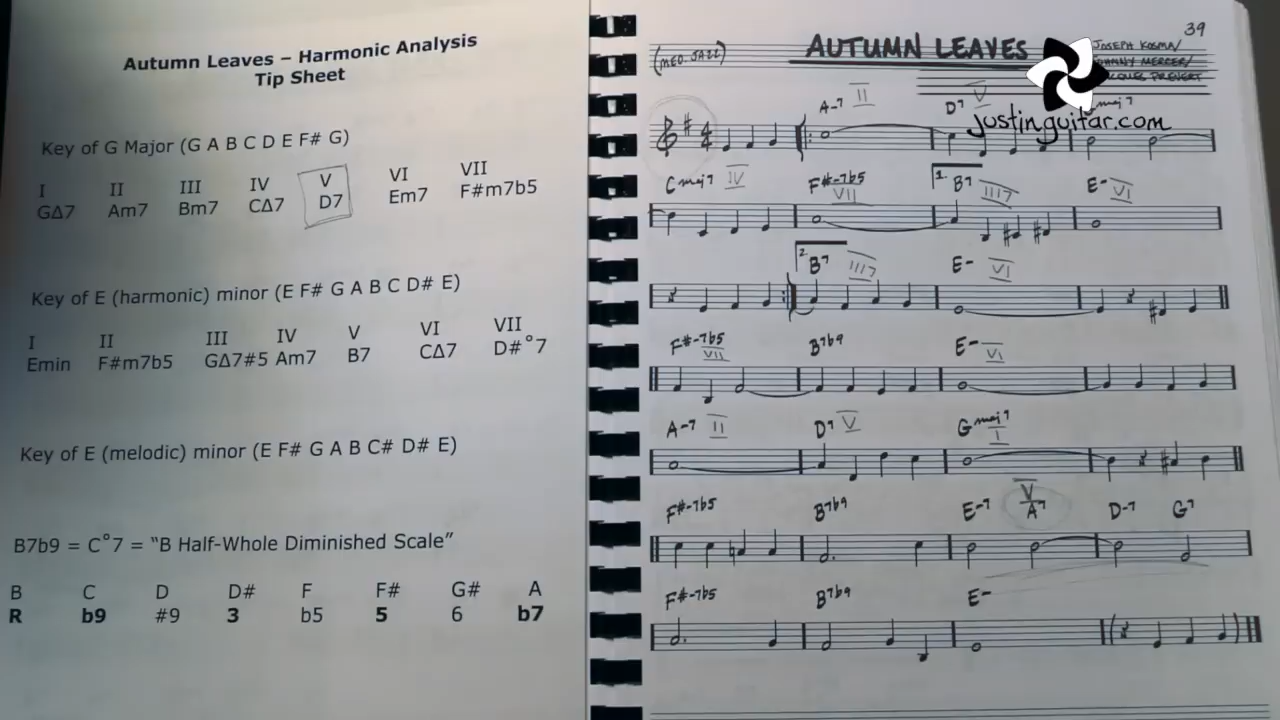 Autumn Leaves – Harmonic Analysis
Tip Sheet
Key of G Major (G A B C D E F# G)
I II III IV V VI VII
GΔ7 Am7 Bm7 CΔ7 D7 Em7 F#m7b5
Key of E (harmonic) minor (E F# G A B C D# E)
I II III IV V VI VII
Emin F#m7b5 GΔ7#5 Am7 B7 CΔ7 D#°7
Key of E (melodic) minor (E F# G A B C# D# E)
B7b9 = C°7 = “B Half-Whole Diminished Scale”
B C D D# F F# G# A
R b9 #9 3 b5 5 6 b7
39
(MED. JAZZ) AUTUMN LEAVES JOSEPH KOSMA/
MERCER/
PREVERT
justinguitar.com
A-7 II D7 V maj7
4
4
Cmaj7 IV F#-7b5 VII 1. B7 III7 E- VI
2. B7 III7 E- VI
F#-7b5 VII B7b9 E- VI
A-7 II D7 V Gmaj7 I
F#-7b5 B7b9 E-7 V A7 D-7 G7
F#-7b5 B7b9 E-